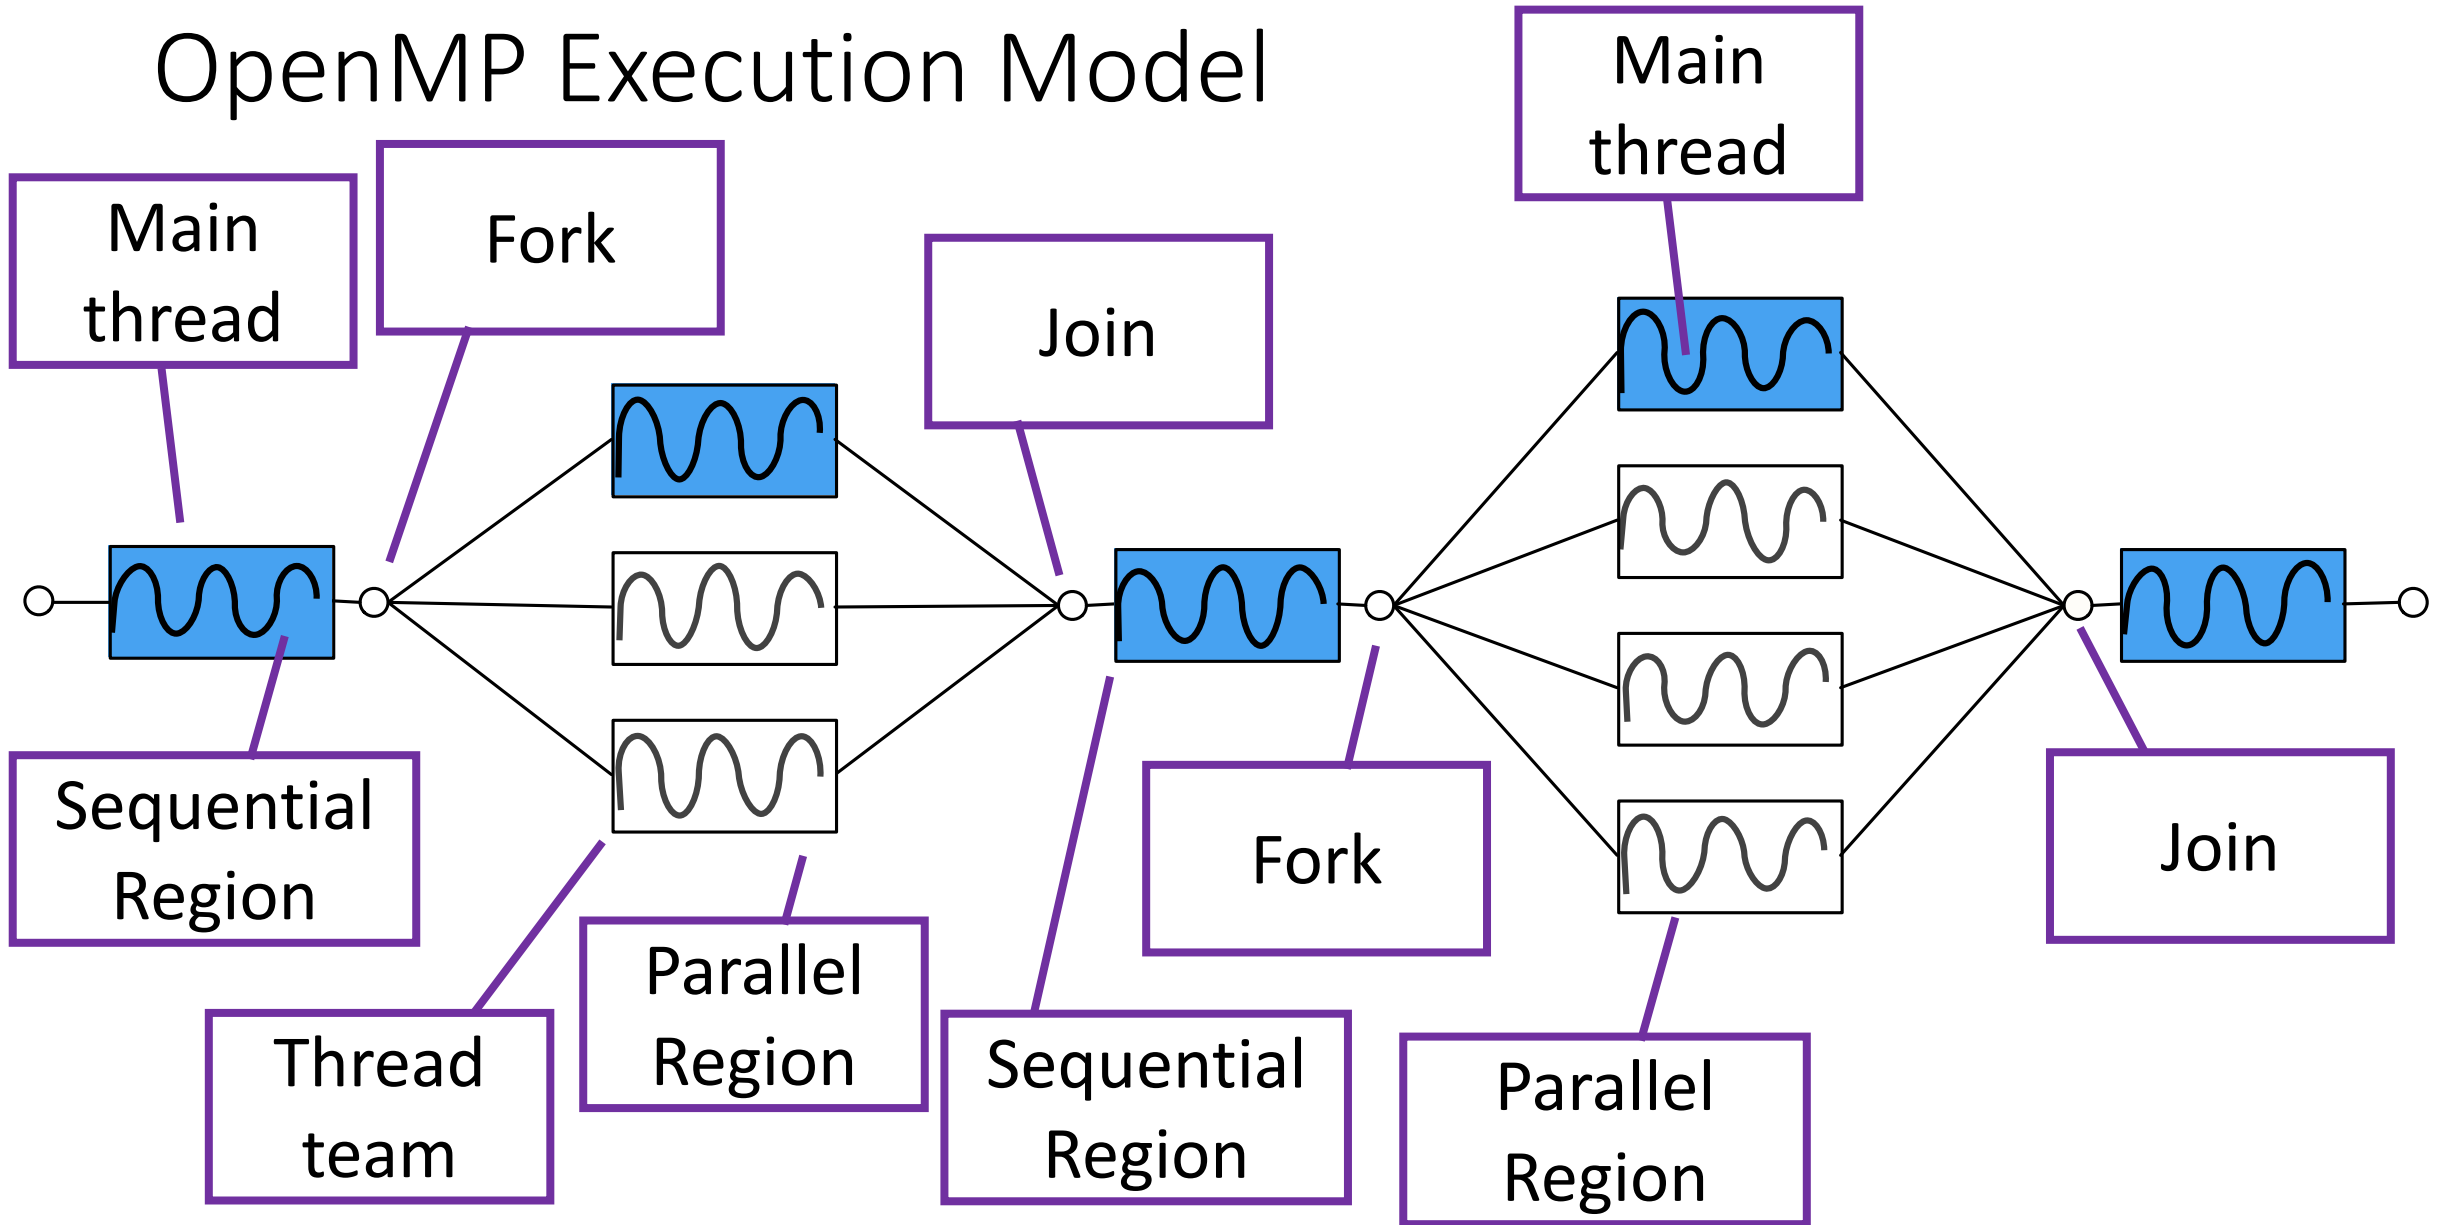 OpenMP Execution Model
Main
thread
Fork
Join
Main
thread
Sequential
Region
Thread
team
Parallel
Region
Sequential
Region
Fork
Parallel
Region
Join